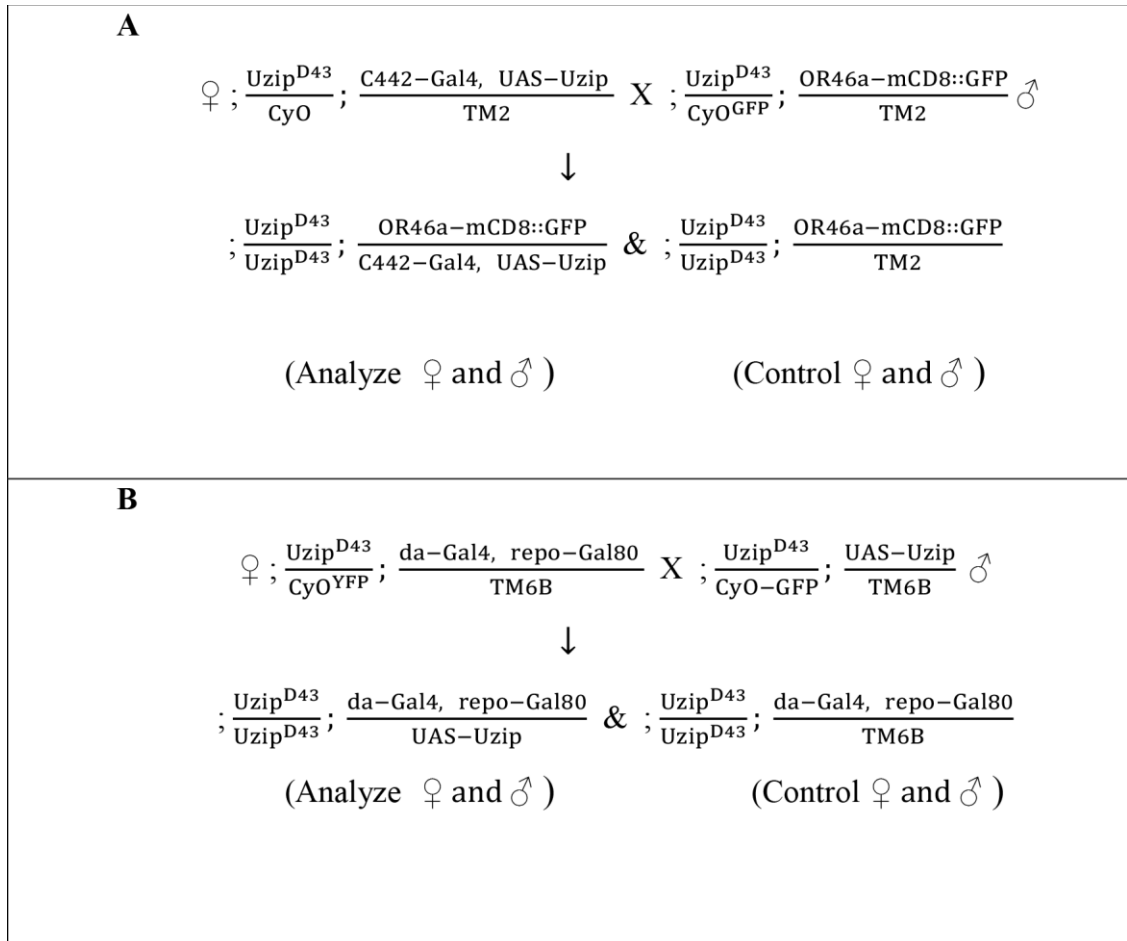 A
♀ ; Uzip^D43/CyO ; C442−Gal4, UAS−Uzip/TM2 X ; Uzip^D43/CyO^GFP ; OR46a−mCD8::GFP/TM2 ♂
↓
; Uzip^D43/Uzip^D43 ; OR46a−mCD8::GFP/C442−Gal4, UAS−Uzip & ; Uzip^D43/Uzip^D43 ; OR46a−mCD8::GFP/TM2
(Analyze ♀ and ♂ ) (Control ♀ and ♂ )
B
♀ ; Uzip^D43/CyO^YFP ; da−Gal4, repo−Gal80/TM6B X ; Uzip^D43/CyO−GFP ; UAS−Uzip/TM6B ♂
↓
; Uzip^D43/Uzip^D43 ; da−Gal4, repo−Gal80/UAS−Uzip & ; Uzip^D43/Uzip^D43 ; da−Gal4, repo−Gal80/TM6B
(Analyze ♀ and ♂ ) (Control ♀ and ♂ )